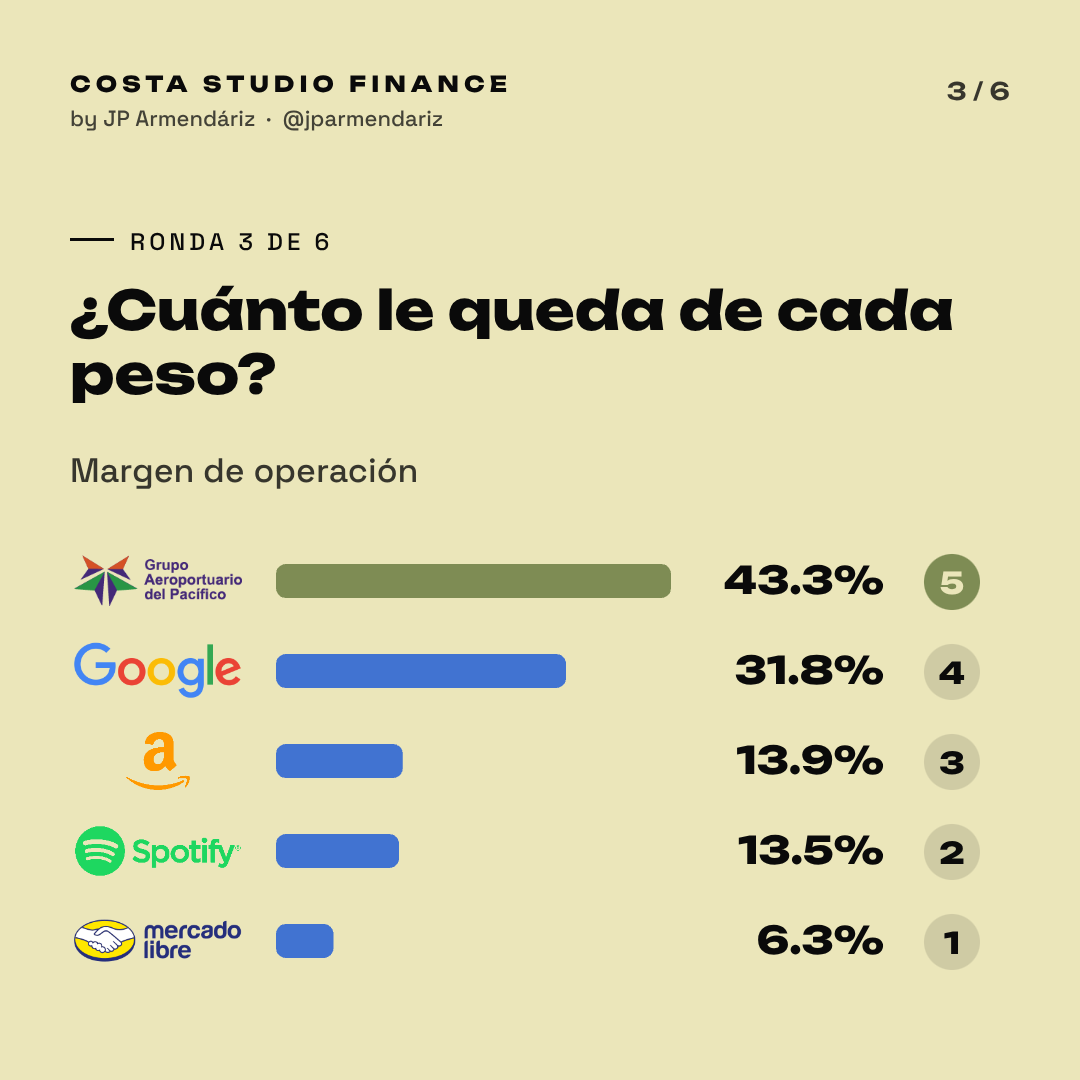 COSTA STUDIO FINANCE
by JP Armendáriz · @jparmendariz
3 / 6
RONDA 3 DE 6
¿Cuánto le queda de cada
peso?
Margen de operación
Grupo
Aeroportuario
del Pacífico
43.3%
5
Google
31.8%
4
a
13.9%
3
Spotify
13.5%
2
mercado
libre
6.3%
1